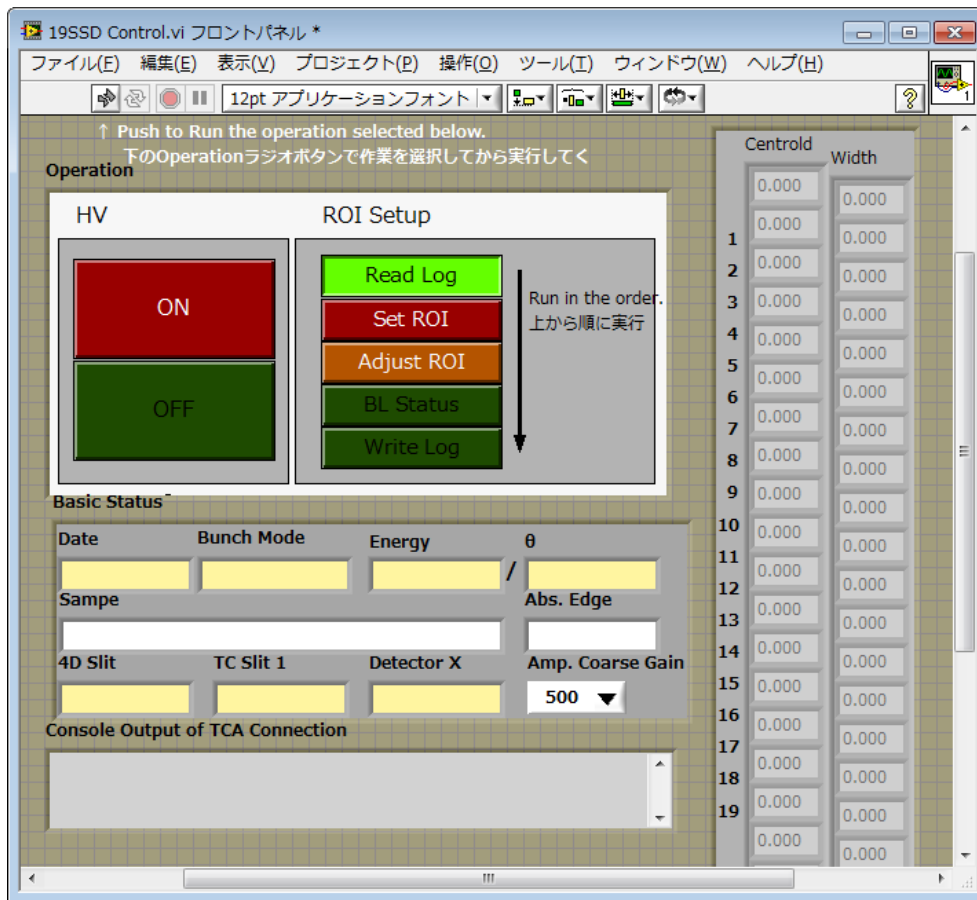 19SSD Control.vi フロントパネル *
ファイル(F) 編集(E) 表示(V) プロジェクト(P) 操作(O) ツール(T) ウィンドウ(W) ヘルプ(H)
12pt アプリケーションフォント
?
1
↑ Push to Run the operation selected below.
下のOperationラジオボタンで作業を選択してから実行してく
Operation
HV
ROI Setup
ON
OFF
Read Log
Set ROI
Adjust ROI
BL Status
Write Log
Run in the order.
上から順に実行
Basic Status
Date Bunch Mode Energy θ
/
Sampe Abs. Edge
4D Slit TC Slit 1 Detector X Amp. Coarse Gain
500
Console Output of TCA Connection
Centrold Width
0.000 0.000
1 0.000 0.000
2 0.000 0.000
3 0.000 0.000
4 0.000 0.000
5 0.000 0.000
6 0.000 0.000
7 0.000 0.000
8 0.000 0.000
9 0.000 0.000
10 0.000 0.000
11 0.000 0.000
12 0.000 0.000
13 0.000 0.000
14 0.000 0.000
15 0.000 0.000
16 0.000 0.000
17 0.000 0.000
18 0.000 0.000
19 0.000 0.000